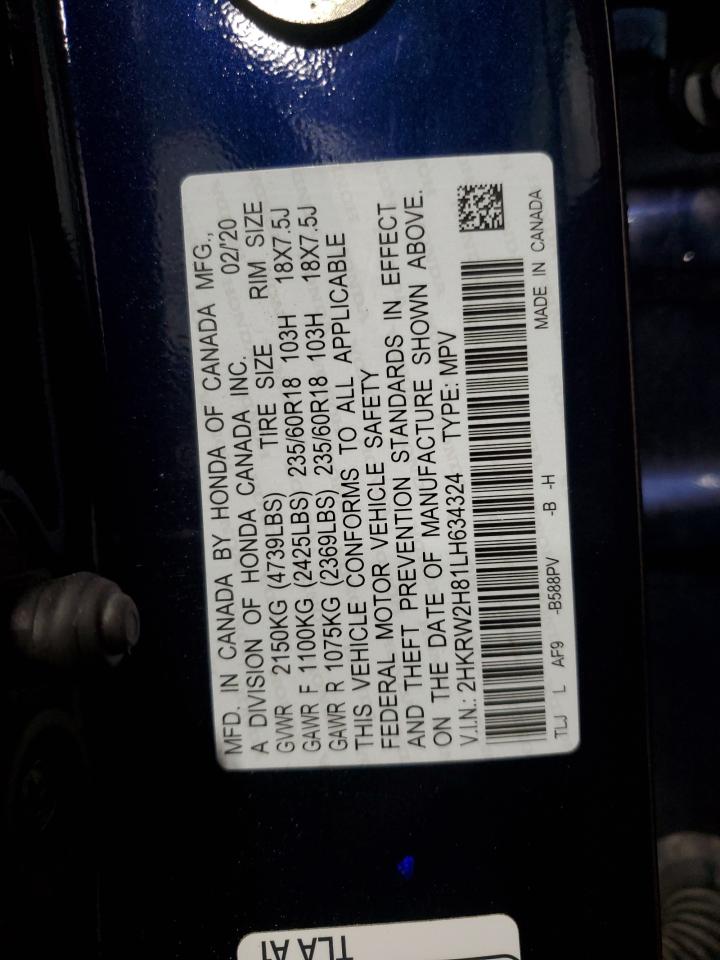 MFD. IN CANADA BY HONDA OF CANADA MFG.,
A DIVISION OF HONDA CANADA INC. 02/'20
GVWR 2150KG (4739LBS) TIRE SIZE RIM SIZE
GAWR F 1100KG (2425LBS) 235/60R18 103H 18X7.5J
GAWR R 1075KG (2369LBS) 235/60R18 103H 18X7.5J
THIS VEHICLE CONFORMS TO ALL APPLICABLE
FEDERAL MOTOR VEHICLE SAFETY
AND THEFT PREVENTION STANDARDS IN EFFECT
ON THE DATE OF MANUFACTURE SHOWN ABOVE.
V.I.N.: 2HKRW2H81LH634324 TYPE: MPV
TLJ L AF9 -B588PV -B -H MADE IN CANADA
TLA A1